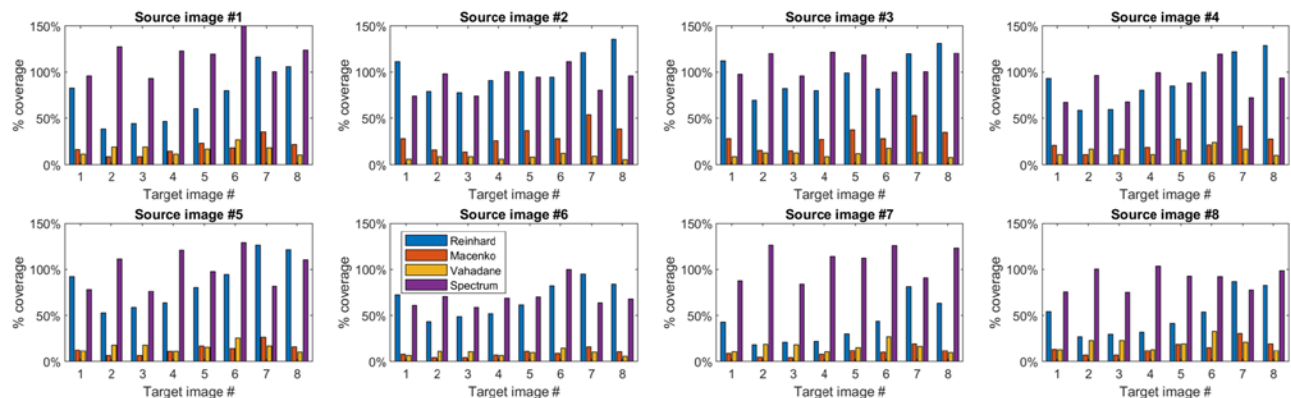 Source image #1
150%
100%
50%
0%
% coverage
1 2 3 4 5 6 7 8
Target image #
Source image #2
150%
100%
50%
0%
% coverage
1 2 3 4 5 6 7 8
Target image #
Source image #3
150%
100%
50%
0%
% coverage
1 2 3 4 5 6 7 8
Target image #
Source image #4
150%
100%
50%
0%
% coverage
1 2 3 4 5 6 7 8
Target image #
Source image #5
150%
100%
50%
0%
% coverage
1 2 3 4 5 6 7 8
Target image #
Source image #6
150%
100%
50%
0%
% coverage
Reinhard
Macenko
Vahadane
Spectrum
1 2 3 4 5 6 7 8
Target image #
Source image #7
150%
100%
50%
0%
% coverage
1 2 3 4 5 6 7 8
Target image #
Source image #8
150%
100%
50%
0%
% coverage
1 2 3 4 5 6 7 8
Target image #